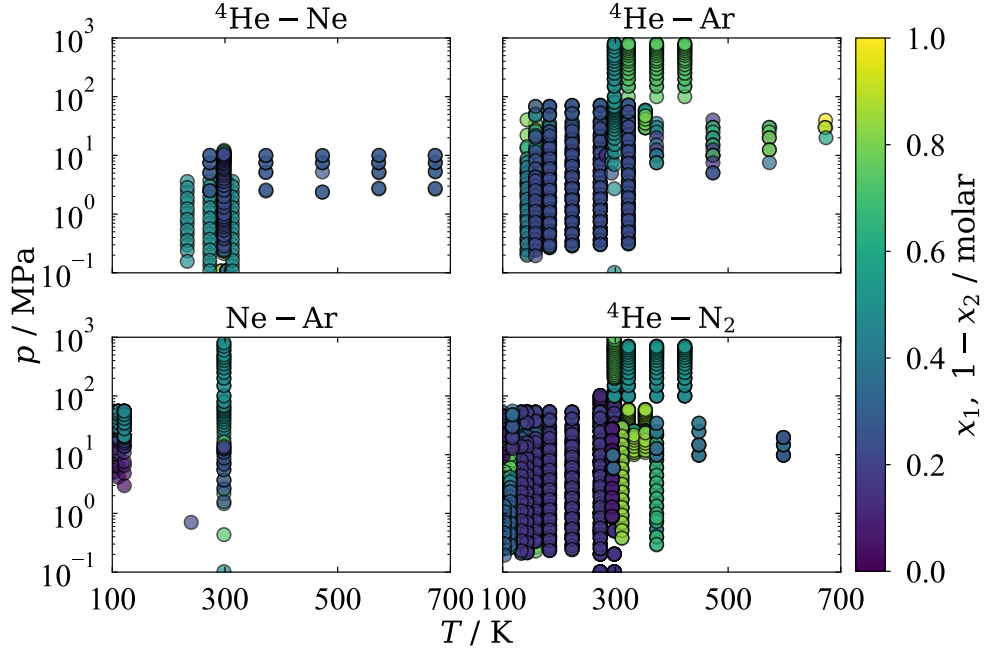 ⁴He − Ne
⁴He − Ar
10³
10²
10¹
10⁰
10⁻¹
1.0
0.8
0.6
0.4
0.2
0.0
x₁, 1 − x₂ / molar
p / MPa
Ne − Ar
⁴He − N₂
10³
10²
10¹
10⁰
10⁻¹
100 300 500 700
100 300 500 700
T / K